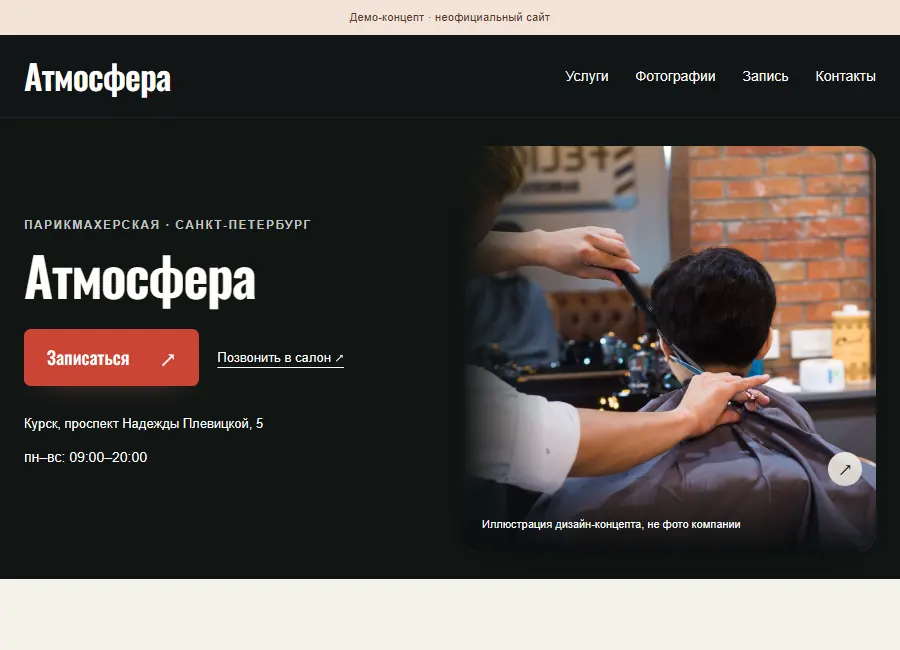 Демо-концепт · неофициальный сайт
Атмосфера
Услуги Фотографии Запись Контакты
ПАРИКМАХЕРСКАЯ · САНКТ-ПЕТЕРБУРГ
Атмосфера
Записаться ↗
Позвонить в салон ↗
Курск, проспект Надежды Плевицкой, 5
пн–вс: 09:00–20:00
Иллюстрация дизайн-концепта, не фото компании
↗